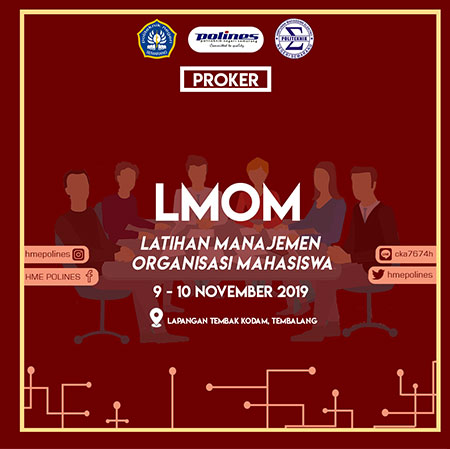 polines
PROKER
LMOM
LATIHAN MANAJEMEN
ORGANISASI MAHASISWA
hmepolines
cka7674h
HME POLINES
hmepolines
9 - 10 NOVEMBER 2019
LAPANGAN TEMBAK KODAM, TEMBALANG